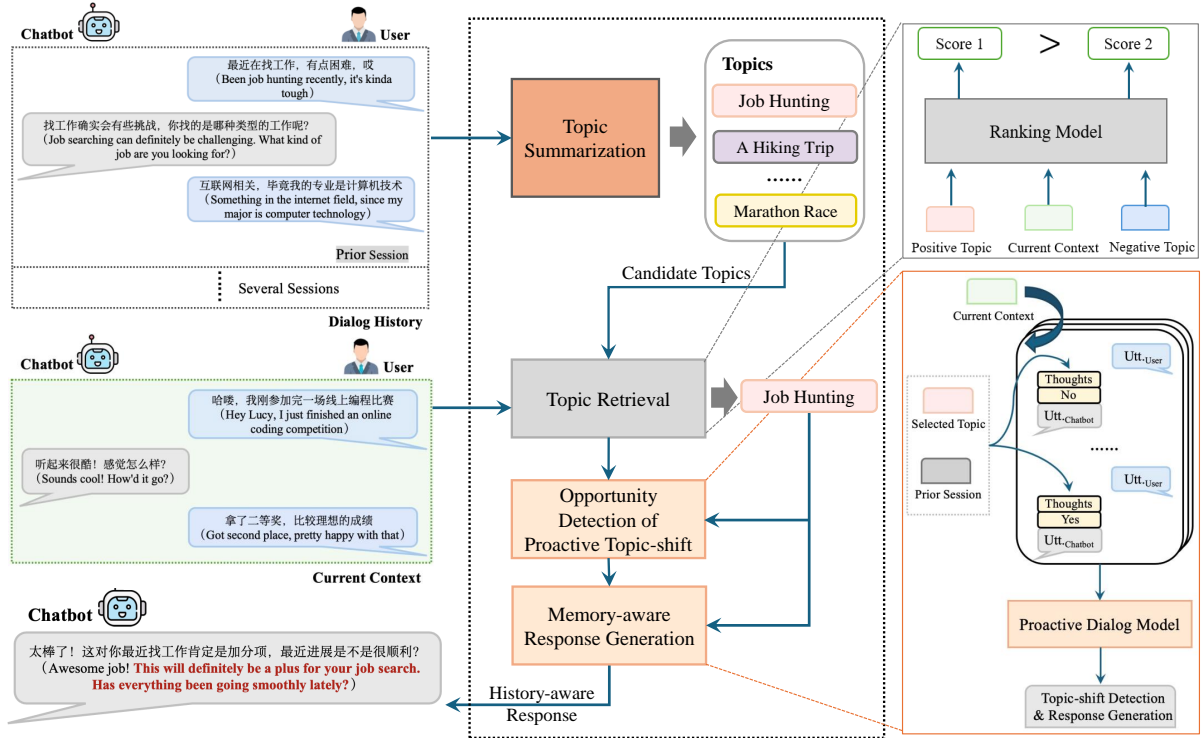 Chatbot
User
最近在找工作，有点困难，哎
(Been job hunting recently, it's kinda
tough)
找工作确实会有些挑战，你找的是哪种类型的工作呢？
(Job searching can definitely be challenging. What kind of
job are you looking for?)
互联网相关，毕竟我的专业是计算机技术
(Something in the internet field, since my
major is computer technology)
Prior Session
Several Sessions
Dialog History
Chatbot
User
哈喽，我刚参加完一场线上编程比赛
(Hey Lucy, I just finished an online
coding competition)
听起来很酷！感觉怎么样？
(Sounds cool! How'd it go?)
拿了二等奖，比较理想的成绩
(Got second place, pretty happy with that)
Current Context
Chatbot
太棒了！这对你最近找工作肯定是加分项，最近进展是不是很顺利？
(Awesome job! This will definitely be a plus for your job search.
Has everything been going smoothly lately?)
Topic
Summarization
Topics
Job Hunting
A Hiking Trip
......
Marathon Race
Candidate Topics
Topic Retrieval
Job Hunting
Opportunity
Detection of
Proactive Topic-shift
Memory-aware
Response Generation
History-aware
Response
Score 1
>
Score 2
Ranking Model
Positive Topic
Current Context
Negative Topic
Current Context
Utt.User
Thoughts
No
Utt.Chatbot
......
Utt.User
Thoughts
Yes
Utt.Chatbot
Selected Topic
Prior Session
Proactive Dialog Model
Topic-shift Detection
& Response Generation